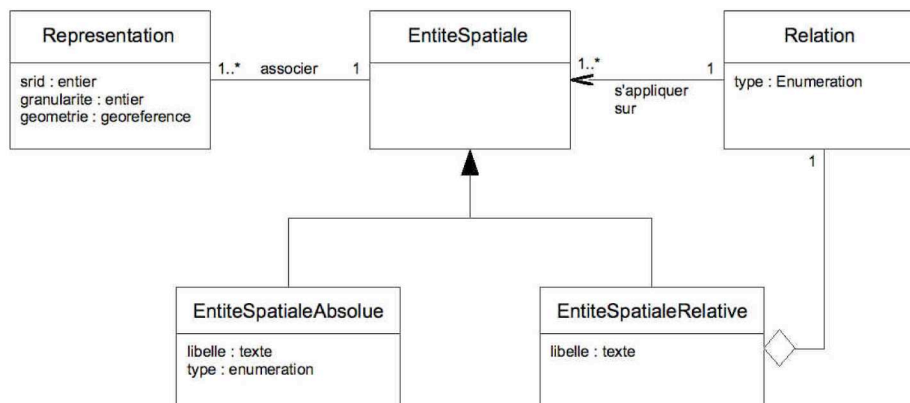 Representation
srid : entier
granularite : entier
geometrie : georeference
1..*
associer
1
EntiteSpatiale
1..*
s'appliquer
sur
1
Relation
type : Enumeration
1
EntiteSpatialeAbsolue
libelle : texte
type : enumeration
EntiteSpatialeRelative
libelle : texte